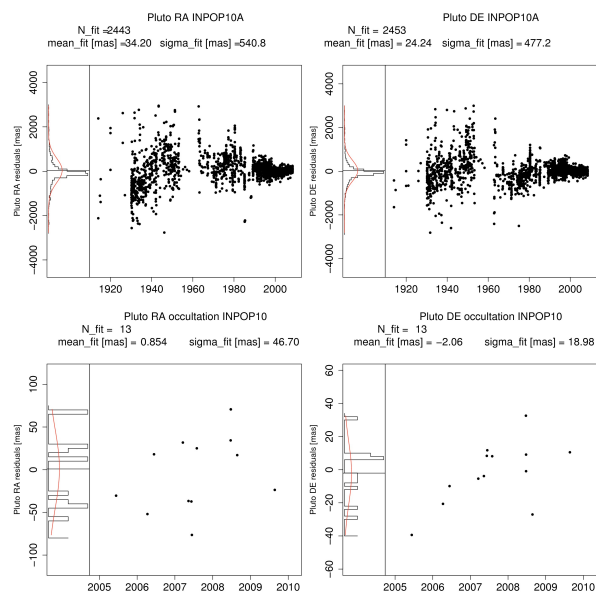 Pluto RA INPOP10A
N_fit =2443
mean_fit [mas] =34.20 sigma_fit [mas] =540.8
Pluto RA residuals [mas]
4000
2000
0
−2000
−4000
1920 1940 1960 1980 2000
Pluto DE INPOP10A
N_fit = 2453
mean_fit [mas] = 24.24 sigma_fit [mas] = 477.2
Pluto DE residuals [mas]
4000
2000
0
−2000
−4000
1920 1940 1960 1980 2000
Pluto RA occultation INPOP10
N_fit = 13
mean_fit [mas] = 0.854 sigma_fit [mas] = 46.70
Pluto RA residuals [mas]
100
50
0
−50
−100
2005 2006 2007 2008 2009 2010
Pluto DE occultation INPOP10
N_fit = 13
mean_fit [mas] = −2.06 sigma_fit [mas] = 18.98
Pluto DE residuals [mas]
60
40
20
0
−20
−40
−60
2005 2006 2007 2008 2009 2010